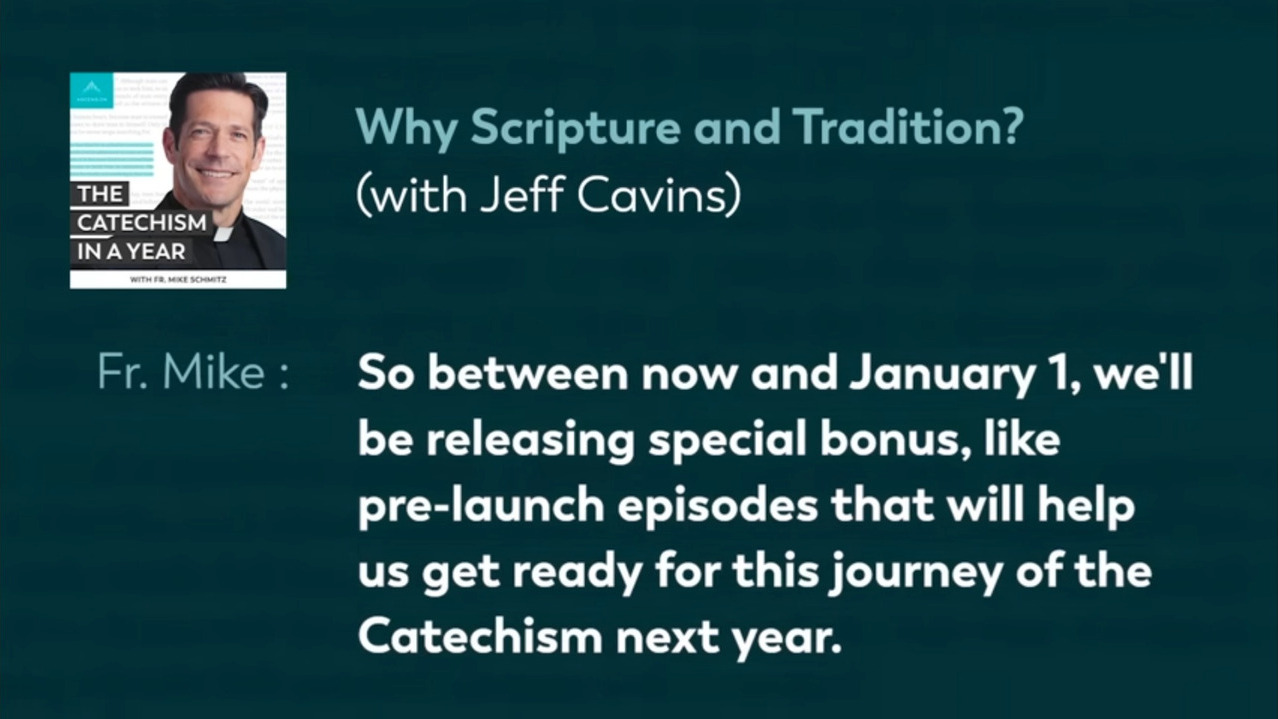 Why Scripture and Tradition?
(with Jeff Cavins)
THE
CATECHISM
IN A YEAR
WITH FR. MIKE SCHMITZ
Fr. Mike :
So between now and January 1, we'll
be releasing special bonus, like
pre-launch episodes that will help
us get ready for this journey of the
Catechism next year.